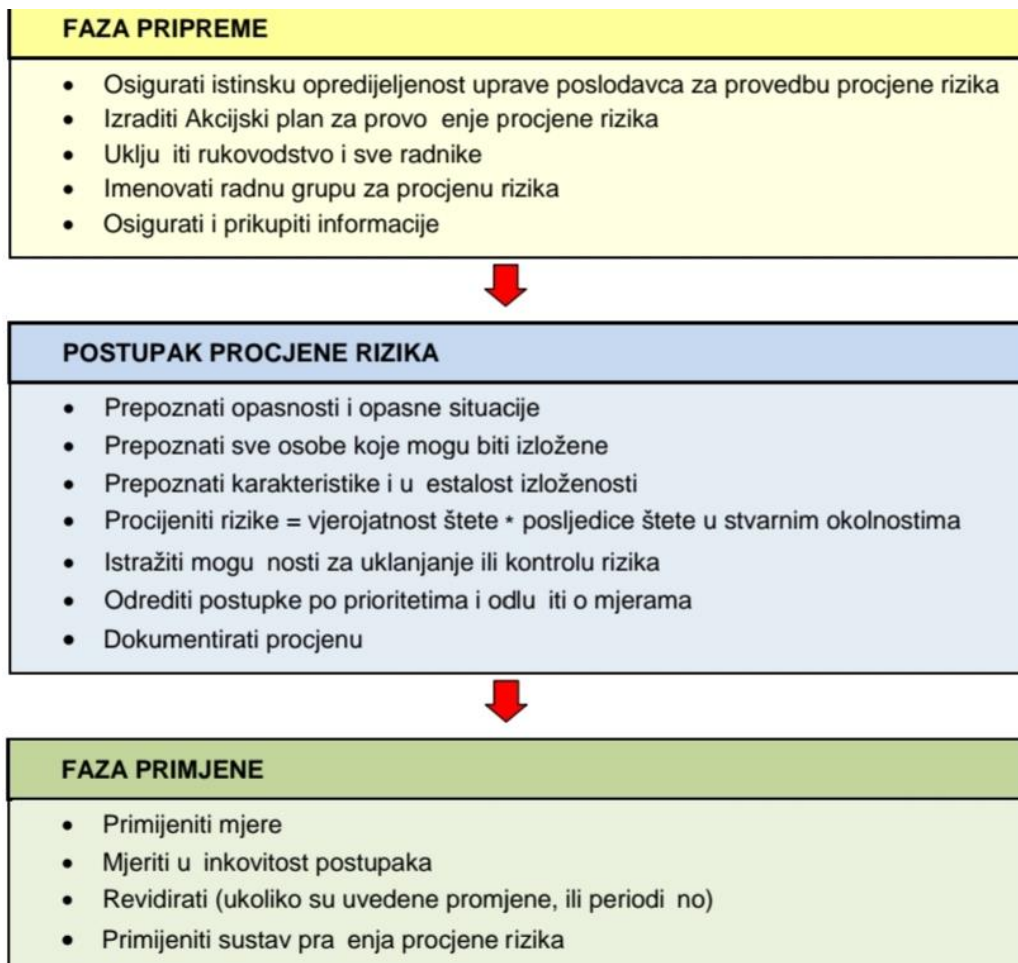 FAZA PRIPREME
• Osigurati istinsku opredijeljenost uprave poslodavca za provedbu procjene rizika
• Izraditi Akcijski plan za provo enje procjene rizika
• Uklju iti rukovodstvo i sve radnike
• Imenovati radnu grupu za procjenu rizika
• Osigurati i prikupiti informacije
POSTUPAK PROCJENE RIZIKA
• Prepoznati opasnosti i opasne situacije
• Prepoznati sve osobe koje mogu biti izložene
• Prepoznati karakteristike i u estalost izloženosti
• Procijeniti rizike = vjerojatnost štete * posljedice štete u stvarnim okolnostima
• Istražiti mogu nosti za uklanjanje ili kontrolu rizika
• Odrediti postupke po prioritetima i odlu iti o mjerama
• Dokumentirati procjenu
FAZA PRIMJENE
• Primijeniti mjere
• Mjeriti u inkovitost postupaka
• Revidirati (ukoliko su uvedene promjene, ili periodi no)
• Primijeniti sustav pra enja procjene rizika